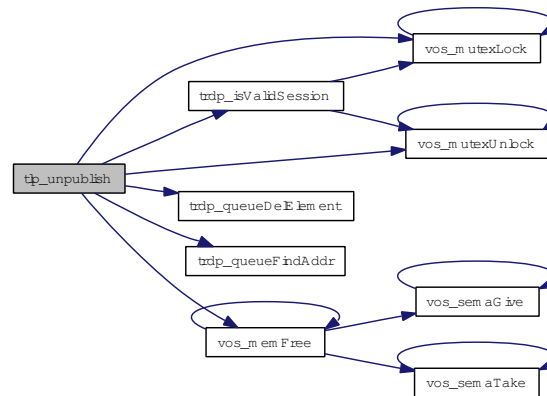 vos_mutexLock
trdp_isValidSession
vos_mutexUnlock
tlp_unpublish
trdp_queueDelElement
trdp_queueFindAddr
vos_semaGive
vos_memFree
vos_semaTake